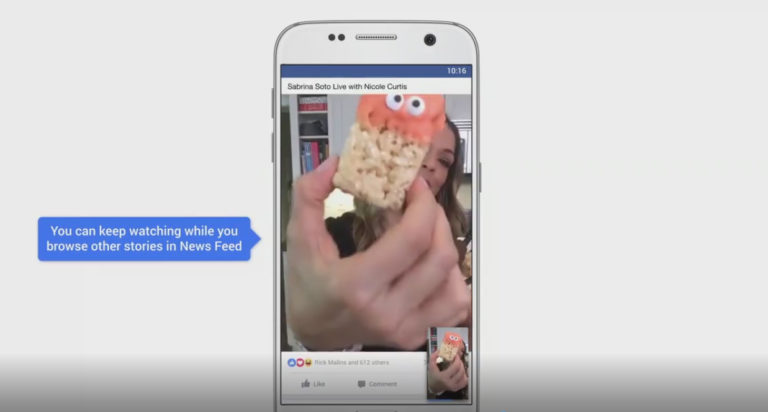 10:16
Sabrina Soto Live with Nicole Curtis
You can keep watching while you
browse other stories in News Feed
Rick Malins and 612 others
Like Comment